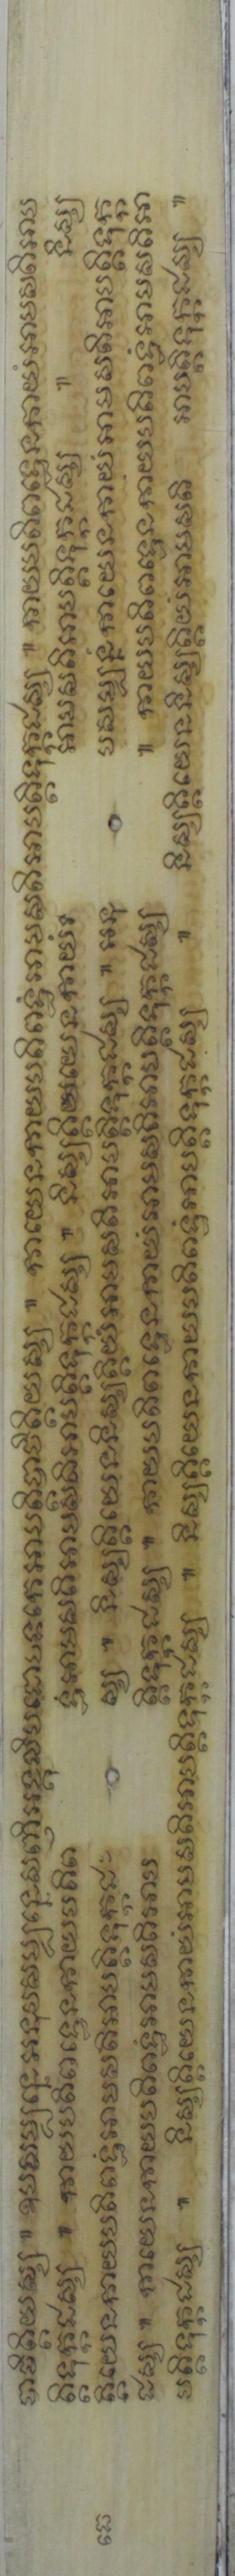 បាចិត្តិយស្ស ៕ ឧបសម្បន្នេអនុបសម្បន្នសញ្ញីអង្គុលិបដោបនកេអាបត្តិបាចិត្តិយស្ស ៕ កាយេនកាយបដិពទ្ធំអាមសតិអាបត្តិទុក្កដស្ស ៕ កាយបដិពទ្ធេនកាយំអាមសតិអាប
ត្តិទុក្កដស្ស ៕ កាយបដិពទ្ធេនកាយបដិព ទ្ធំអាមសតិអាមសតិអាបត្តិទុក្កដស្ស ៕ និស្សគ្គិយយេនកាយំ អាមសតិអាបត្តិទុក្កដស្ស ៕ និស្ស
គ្គិយេនកាយបដិពទ្ធំអាមសតិអាបត្តិទុក្កដ ស្ស ៕ និស្សគ្គិយេននិស្សគ្គិយំអាមសតិអាបត្តិទុក្កដស្ស ៕ អនុ បសម្បន្នំកាយេនកាយំអាមសតិអាបត្តិទុក្ក
ដស្ស ៕ កាយេនកាយបដិពទ្ធំអាមសតិអាប ត្តិទុក្កដស្ស ៕ កាយបដិពទ្ធេនកាយំអាមសតិអាបត្តិទុក្កដស្ស ៕ កាយបដិពទ្ធេនកាយបដិពទ្ធំអាមសតិអា
បត្តិទុក្កដស្ស ៕ និស្សគ្គិយេនកាយំអាមសតិអាបត្តិទុក្កដស្ស ៕ និស្សគ្គិយេនកាយបដិពទ្ធំអាបត្តិទុក្កដស្ស ៕ និស្សគ្គិយេននិស្សគ្គិយំអាមសតិ អាបត្តិទុក្កដស្ស ៕